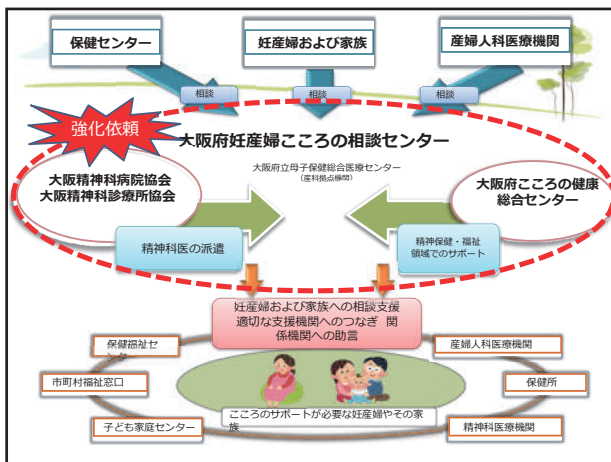 保健センター
妊産婦および家族
産婦人科医療機関
相談
相談
相談
強化依頼
大阪府妊産婦こころの相談センター
大阪府立母子保健総合医療センター
（産科拠点機関）
大阪精神科病院協会
大阪精神科診療所協会
大阪府こころの健康
総合センター
精神科医の派遣
精神保健・福祉
領域でのサポート
妊産婦および家族への相談支援
適切な支援機関へのつなぎ 関
係機関への助言
保健福祉セ
ンター
産婦人科医療機関
市町村福祉窓口
保健所
こころのサポートが必要な妊産婦やその家
族
子ども家庭センター
精神科医療機関